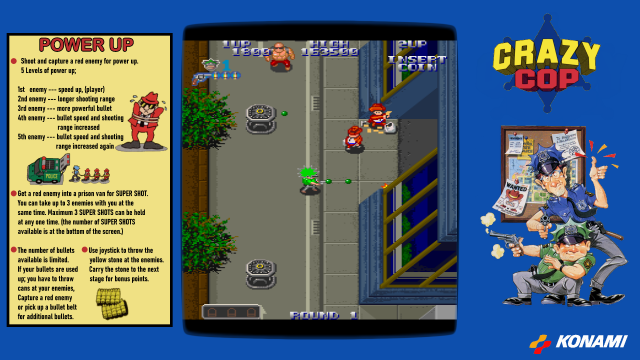 POWER UP
Shoot and capture a red enemy for power up.
5 Levels of power up;
1st enemy --- speed up, (player)
2nd enemy --- longer shooting range
3rd enemy --- more powerful bullet
4th enemy --- bullet speed and shooting
range increased
5th enemy --- bullet speed and shooting
range increased again
Get a red enemy into a prison van for SUPER SHOT.
You can take up to 3 enemies with you at the
same time. Maximum 3 SUPER SHOTS can be held
at any one time. (the number of SUPER SHOTS
available is at the bottom of the screen.)
The number of bullets
available is limited.
If your bullets are used
up; you have to throw
cans at your enemies,
Capture a red enemy
or pick up a bullet belt
for additional bullets.
Use joystick to throw the
yellow stone at the enemies.
Carry the stone to the next
stage for bonus points.
1UP HIGH 2UP
1800 163500
INSERT
COIN
1
ROUND 1
CRAZY
COP
WANTED
KONAMI